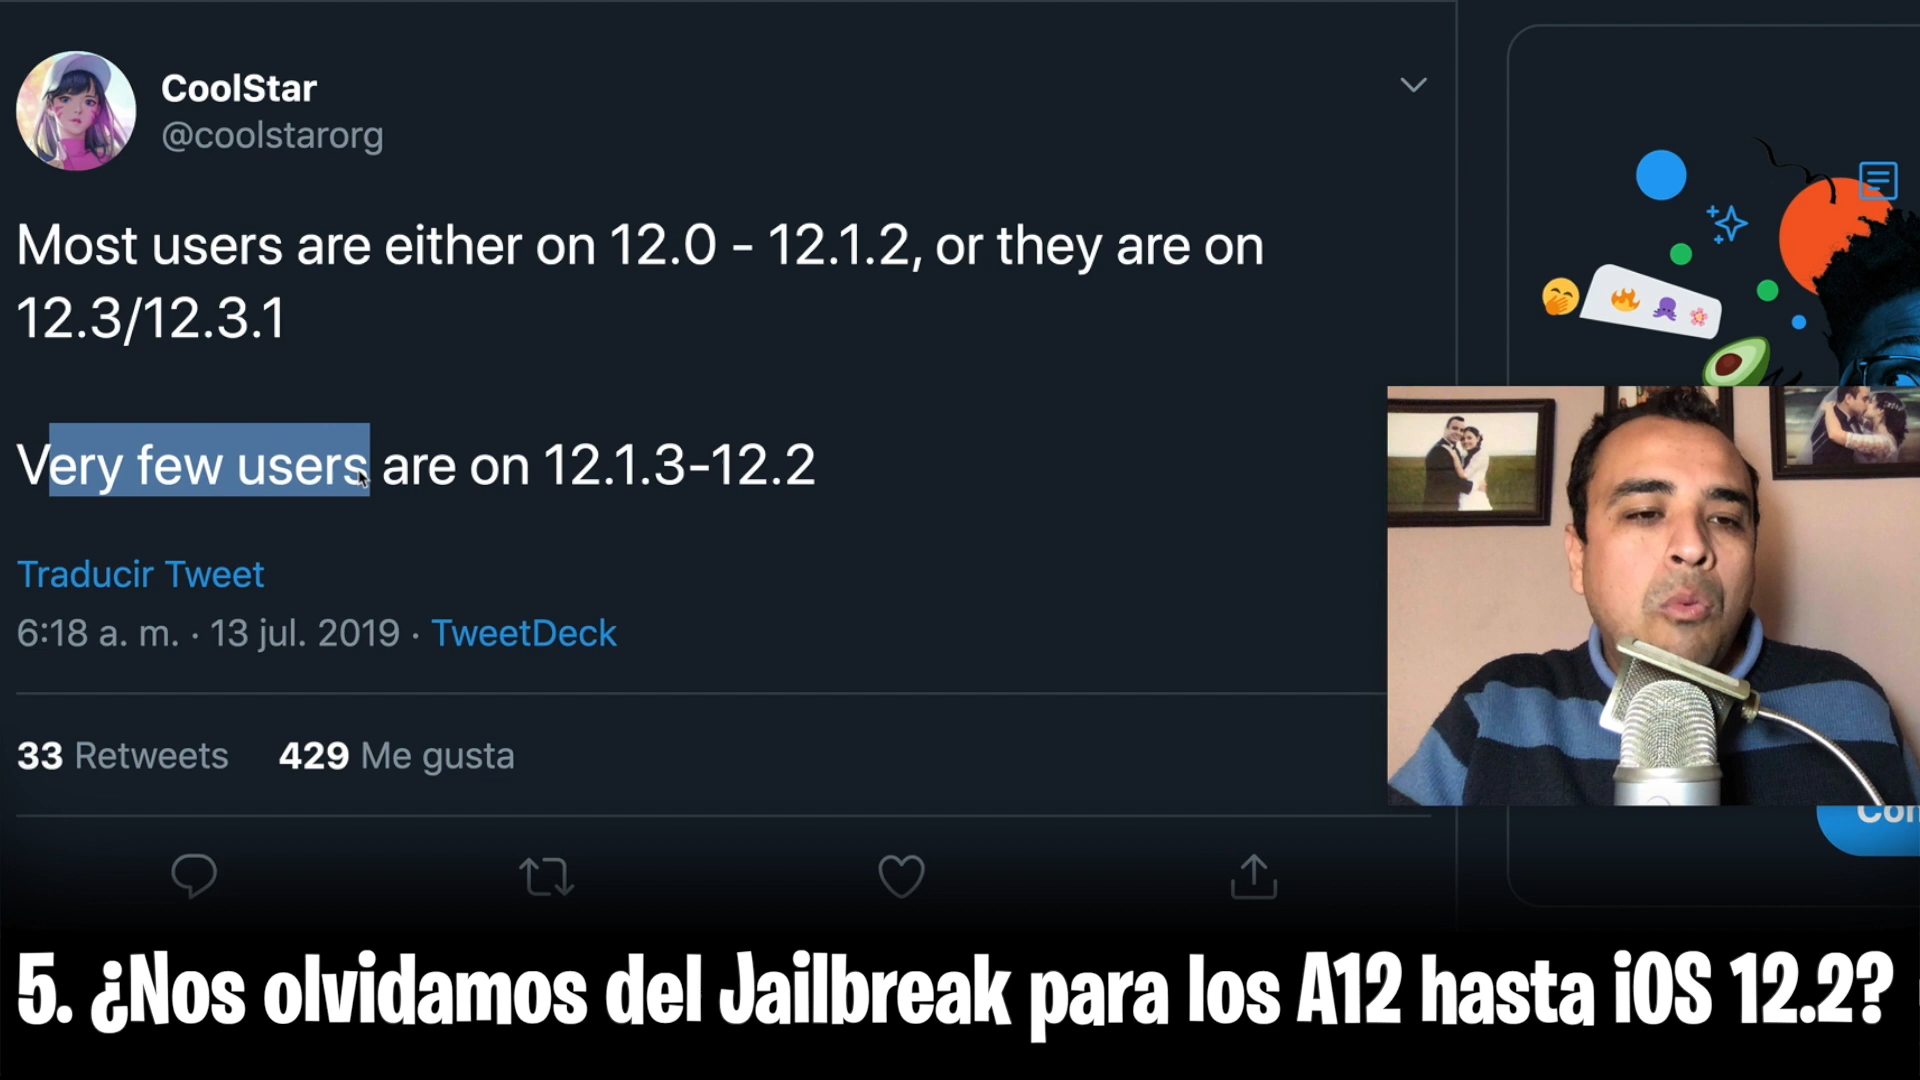 CoolStar
@coolstarorg
Most users are either on 12.0 - 12.1.2, or they are on
12.3/12.3.1
Very few users are on 12.1.3-12.2
Traducir Tweet
6:18 a. m. · 13 jul. 2019 · TweetDeck
33 Retweets 429 Me gusta
5. ¿Nos olvidamos del Jailbreak para los A12 hasta iOS 12.2?